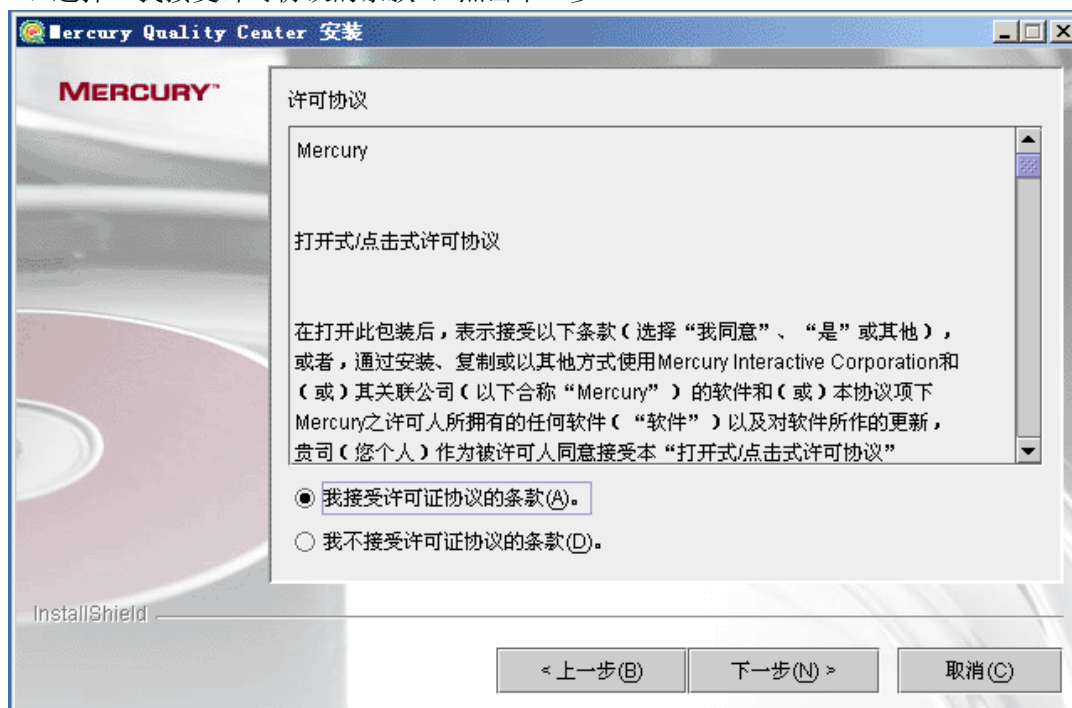 Mercury Quality Center 安装
MERCURY™
许可协议
Mercury
打开式/点击式许可协议
在打开此包装后，表示接受以下条款（选择“我同意”、“是”或其他），
或者，通过安装、复制或以其他方式使用Mercury Interactive Corporation和
（或）其关联公司（以下合称“Mercury”）的软件和（或）本协议项下
Mercury之许可人所拥有的任何软件（“软件”）以及对软件所作的更新，
贵司（您个人）作为被许可人同意接受本“打开式/点击式许可协议”
我接受许可证协议的条款(A)。
我不接受许可证协议的条款(D)。
InstallShield
< 上一步(B) 下一步(N) > 取消(C)